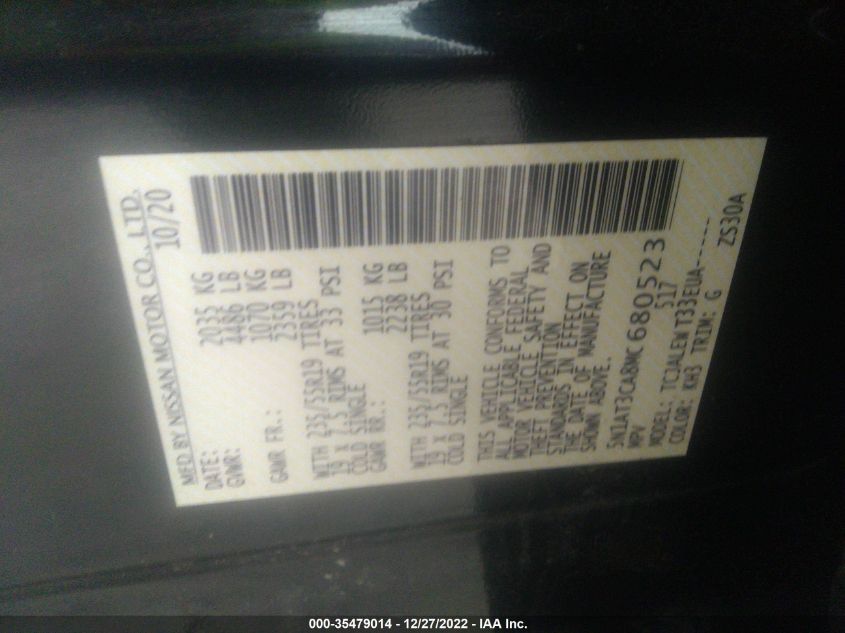 MFD BY NISSAN MOTOR CO., LTD.
DATE: 10/20
GVWR: 2035 KG
4486 LB
GAWR FR.: 1070 KG
2359 LB
WITH 235/55R19 TIRES
19 X 7.5 RIMS AT 33 PSI
COLD SINGLE
GAWR RR.: 1015 KG
2238 LB
WITH 235/55R19 TIRES
19 X 7.5 RIMS AT 30 PSI
COLD SINGLE
THIS VEHICLE CONFORMS TO
ALL APPLICABLE FEDERAL
MOTOR VEHICLE SAFETY AND
THEFT PREVENTION
STANDARDS IN EFFECT ON
THE DATE OF MANUFACTURE
SHOWN ABOVE..
5N1AT3CA8MC680523
MPV 517
MODEL: TCJALEWT33EUA------
COLOR: KH3 TRIM: G ZS30A
000-35479014 - 12/27/2022 - IAA Inc.